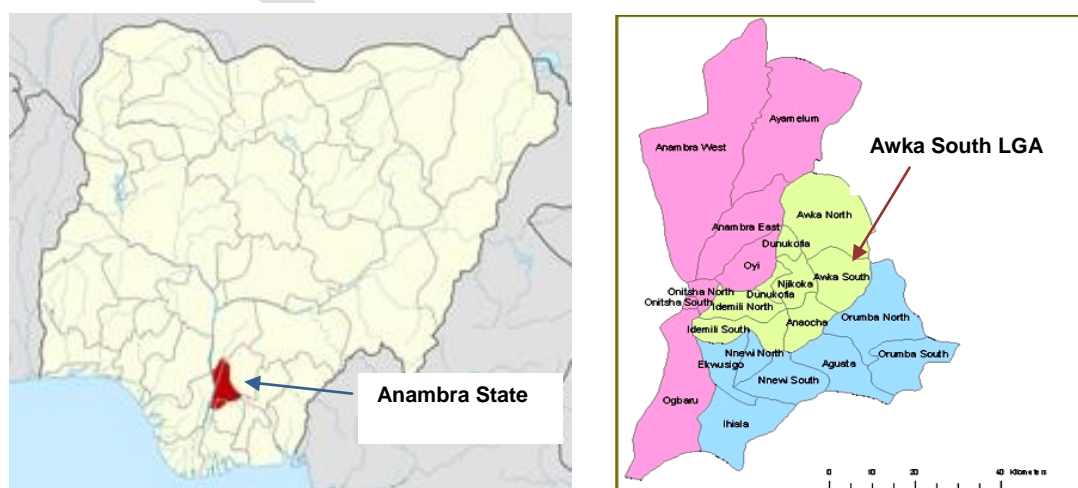 Anambra State
Awka South LGA
Ayamelum
Anambra West
Awka North
Anambra East
Dunukofia
Oyi
Awka South
Njikoka
Onitsha North
Dunukofia
Onitsha South
Idemili North
Anaocha
Orumba North
Idemili South
Nnewi North
Orumba South
Ekwusigo
Aguata
Nnewi South
Ogbaru
Ihiala
0 10 20 40 Kilometers